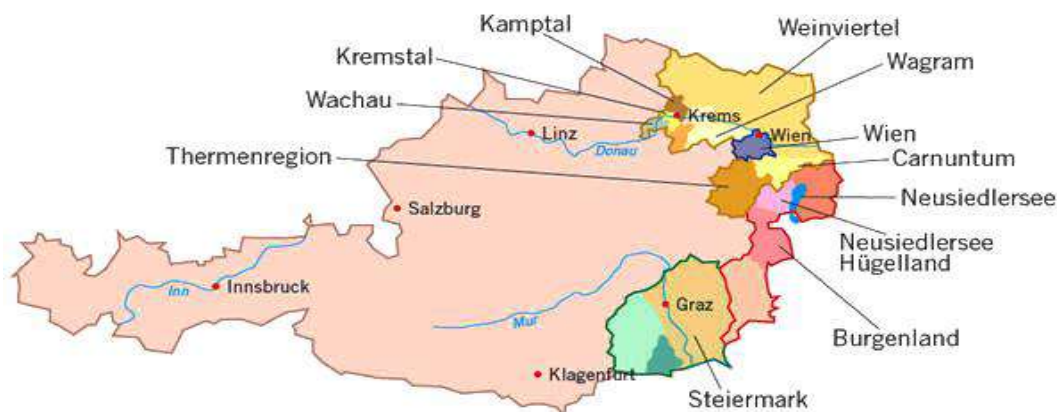 Kamptal
Weinviertel
Kremstal
Wagram
Wachau
Krems
Linz
Wien
Wien
Donau
Thermenregion
Carnuntum
Neusiedlersee
Salzburg
Neusiedlersee
Hügelland
Inn
Innsbruck
Graz
Mur
Burgenland
Klagenfurt
Steiermark